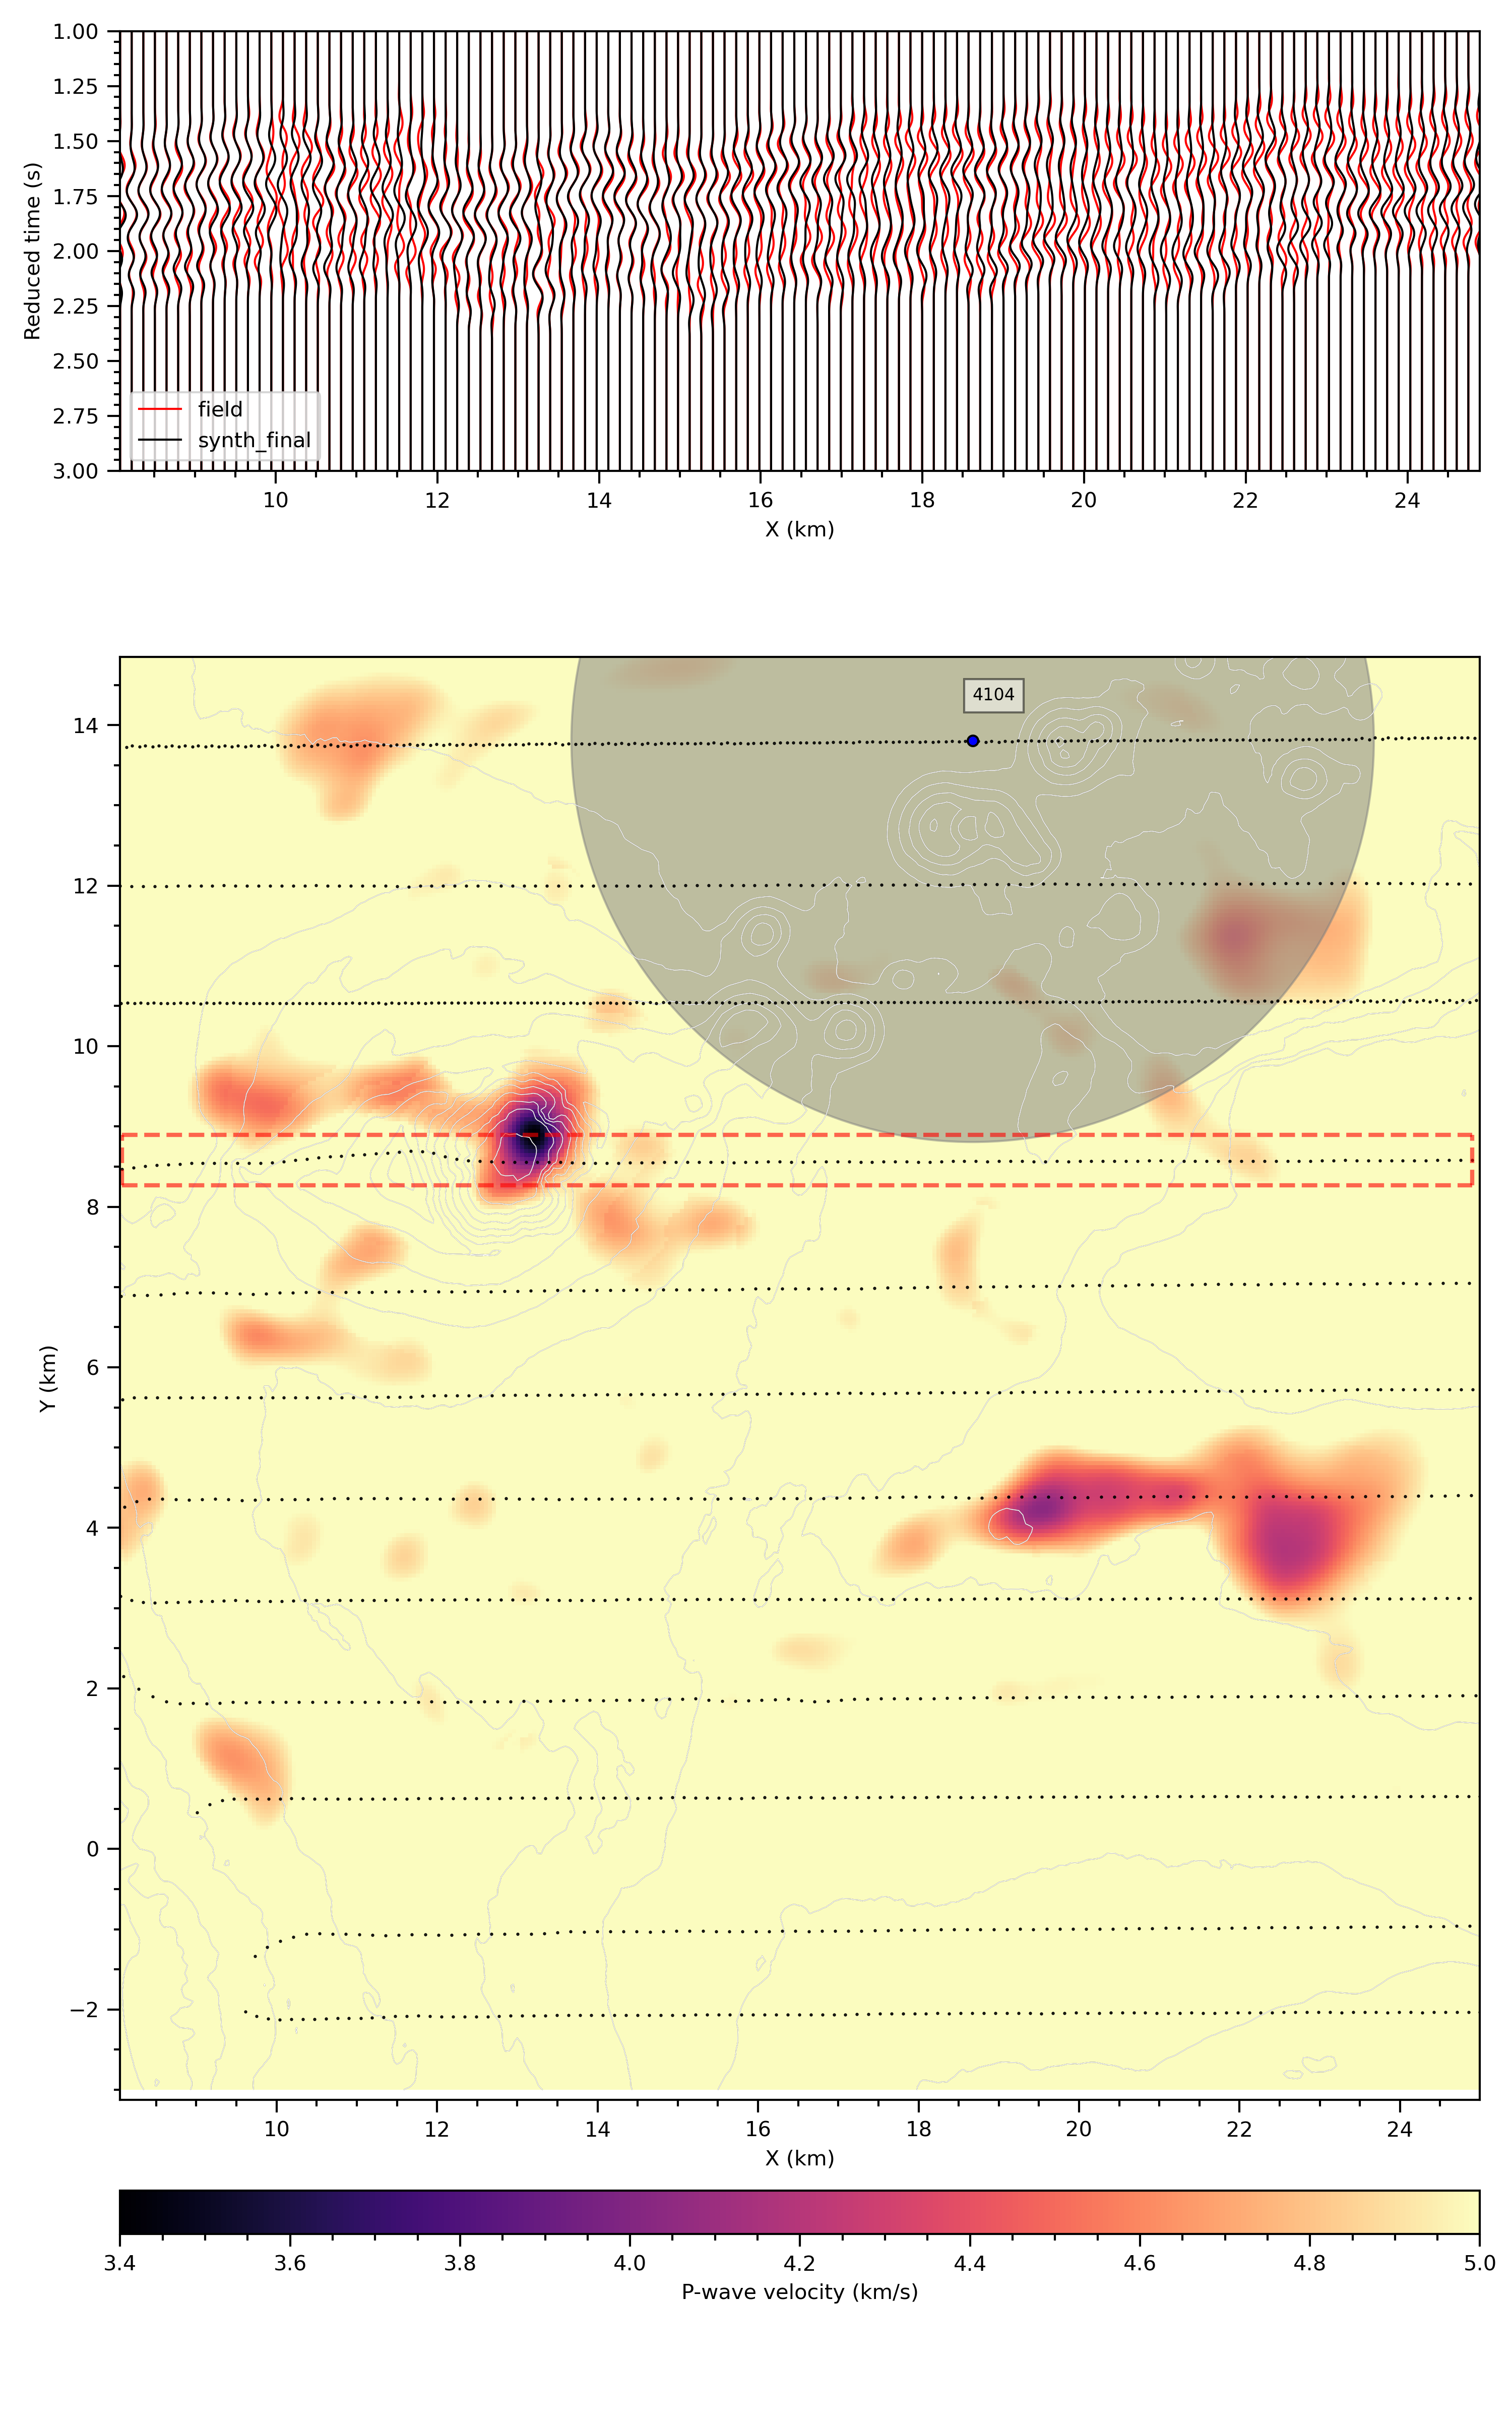 1.00
1.25
1.50
1.75
2.00
2.25
2.50
2.75
3.00
Reduced time (s)
field
synth_final
10 12 14 16 18 20 22 24
X (km)
4104
14
12
10
8
6
4
2
0
−2
Y (km)
10 12 14 16 18 20 22 24
X (km)
3.4 3.6 3.8 4.0 4.2 4.4 4.6 4.8 5.0
P-wave velocity (km/s)